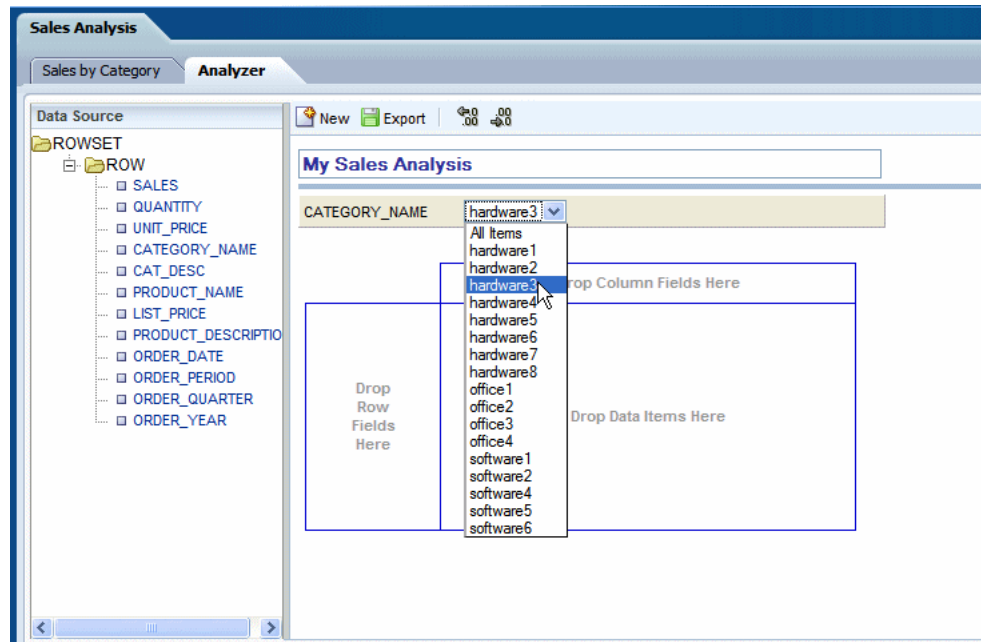 Sales Analysis
Sales by Category Analyzer
Data Source
ROWSET
ROW
SALES
QUANTITY
UNIT_PRICE
CATEGORY_NAME
CAT_DESC
PRODUCT_NAME
LIST_PRICE
PRODUCT_DESCRIPTIO
ORDER_DATE
ORDER_PERIOD
ORDER_QUARTER
ORDER_YEAR
New Export
My Sales Analysis
CATEGORY_NAME hardware3
All Items
hardware1
hardware2
hardware3
hardware4
hardware5
hardware6
hardware7
hardware8
office1
office2
office3
office4
software1
software2
software4
software5
software6
rop Column Fields Here
Drop
Row
Fields
Here
Drop Data Items Here